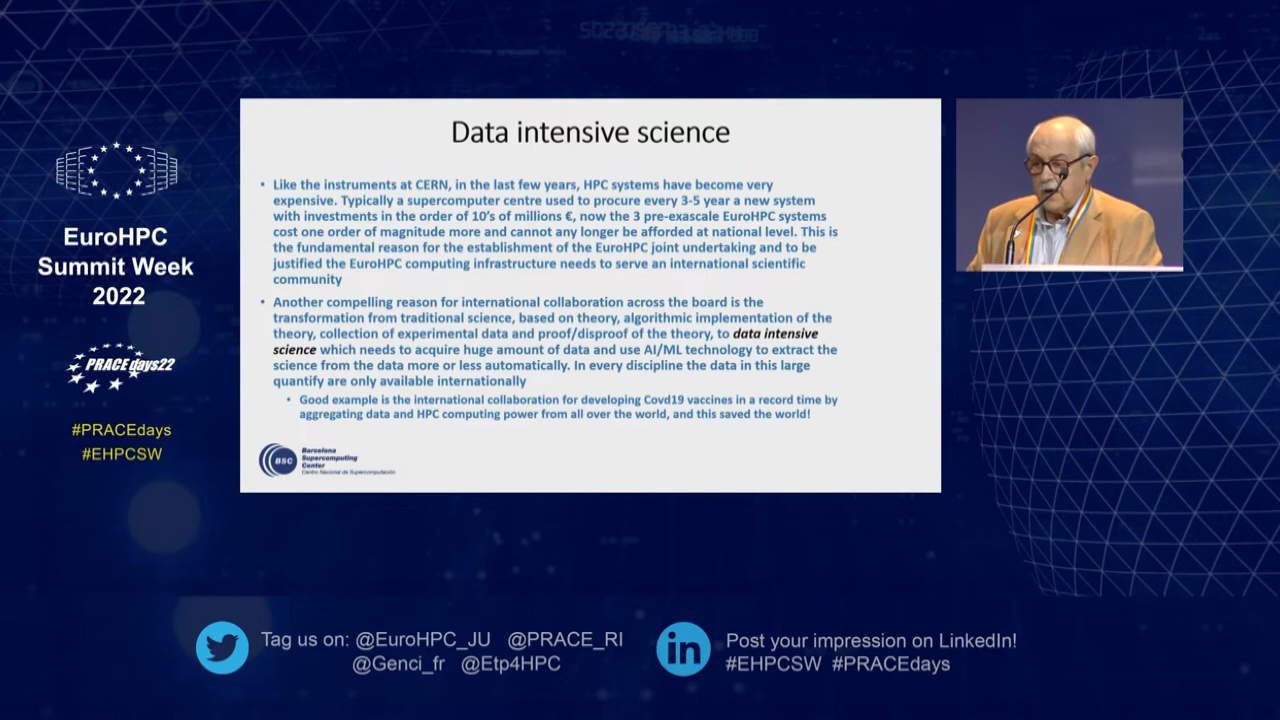 EuroHPC
Summit Week
2022
PRACEdays22
#PRACEdays
#EHPCSW
Data intensive science
• Like the instruments at CERN, in the last few years, HPC systems have become very
expensive. Typically a supercomputer centre used to procure every 3-5 year a new system
with investments in the order of 10's of millions €, now the 3 pre-exascale EuroHPC systems
cost one order of magnitude more and cannot any longer be afforded at national level. This is
the fundamental reason for the establishment of the EuroHPC joint undertaking and to be
justified the EuroHPC computing infrastructure needs to serve an international scientific
community
• Another compelling reason for international collaboration across the board is the
transformation from traditional science, based on theory, algorithmic implementation of the
theory, collection of experimental data and proof/disproof of the theory, to data intensive
science which needs to acquire huge amount of data and use AI/ML technology to extract the
science from the data more or less automatically. In every discipline the data in this large
quantify are only available internationally
• Good example is the international collaboration for developing Covd19 vaccines in a record time by
aggregating data and HPC computing power from all over the world, and this saved the world!
BSC
Barcelona
Supercomputing
Center
Centro Nacional de Supercomputación
Tag us on: @EuroHPC_JU @PRACE_RI
@Genci_fr @Etp4HPC
in
Post your impression on LinkedIn!
#EHPCSW #PRACEdays